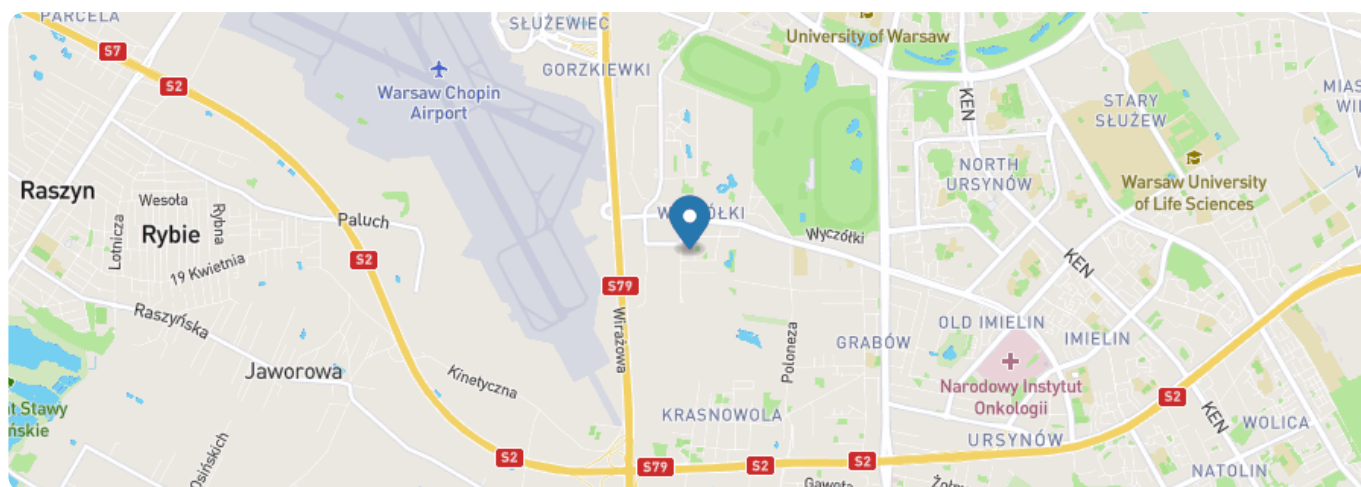 PARCELA
SŁUŻEWIEC
University of Warsaw
S7
S2
GORZKIEWKI
Warsaw Chopin
Airport
KEN
STARY
SŁUŻEW
NORTH
URSYNÓW
Warsaw University
of Life Sciences
Raszyn
Wesoła
Lotnicza
Rybna
Rybie
Paluch
Wyczółki
19 Kwietnia
S2
KEN
S79
Raszyńska
Wirażowa
Poloneza
OLD IMIELIN
IMIELIN
GRABÓW
Jaworowa
Kinetyczna
Narodowy Instytut
Onkologii
S2
KEN
KRASNOWOLA
URSYNÓW
WOLICA
S2
S79
S2
S2
NATOLIN